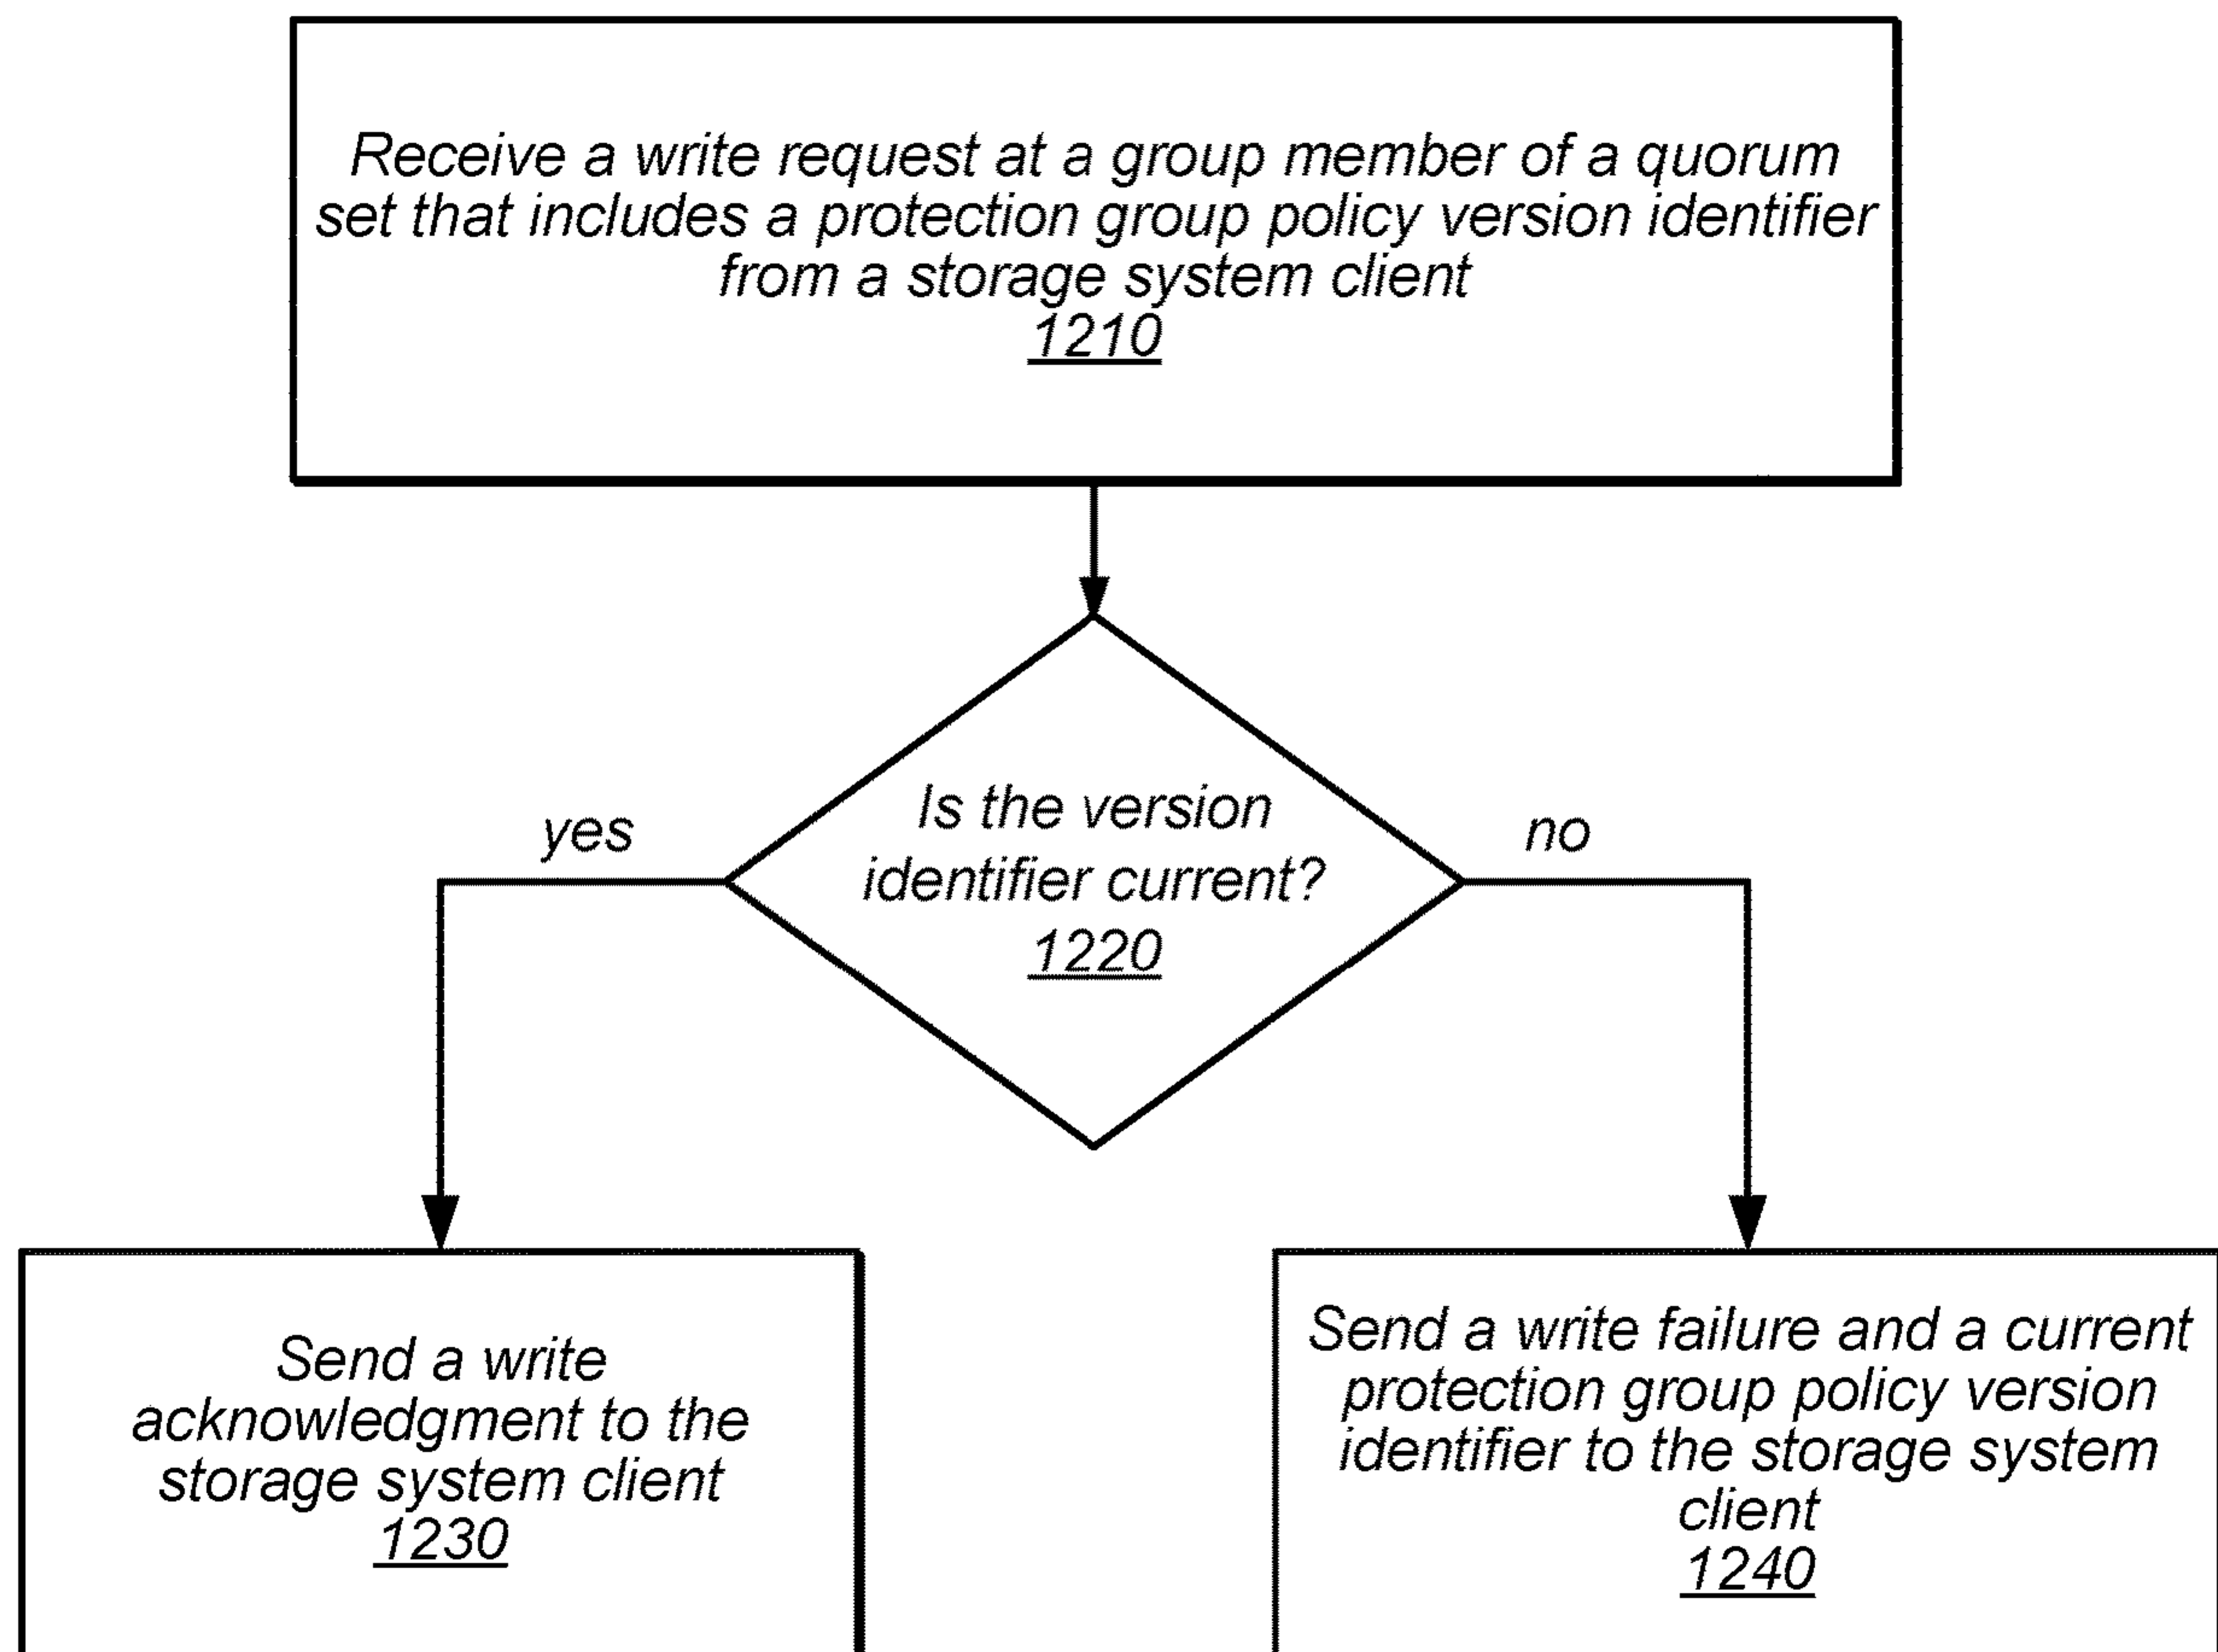 Receive a write request at a group member of a quorum
set that includes a protection group policy version identifier
from a storage system client
1210
Is the version
identifier current?
1220
yes
no
Send a write
acknowledgment to the
storage system client
1230
Send a write failure and a current
protection group policy version
identifier to the storage system
client
1240